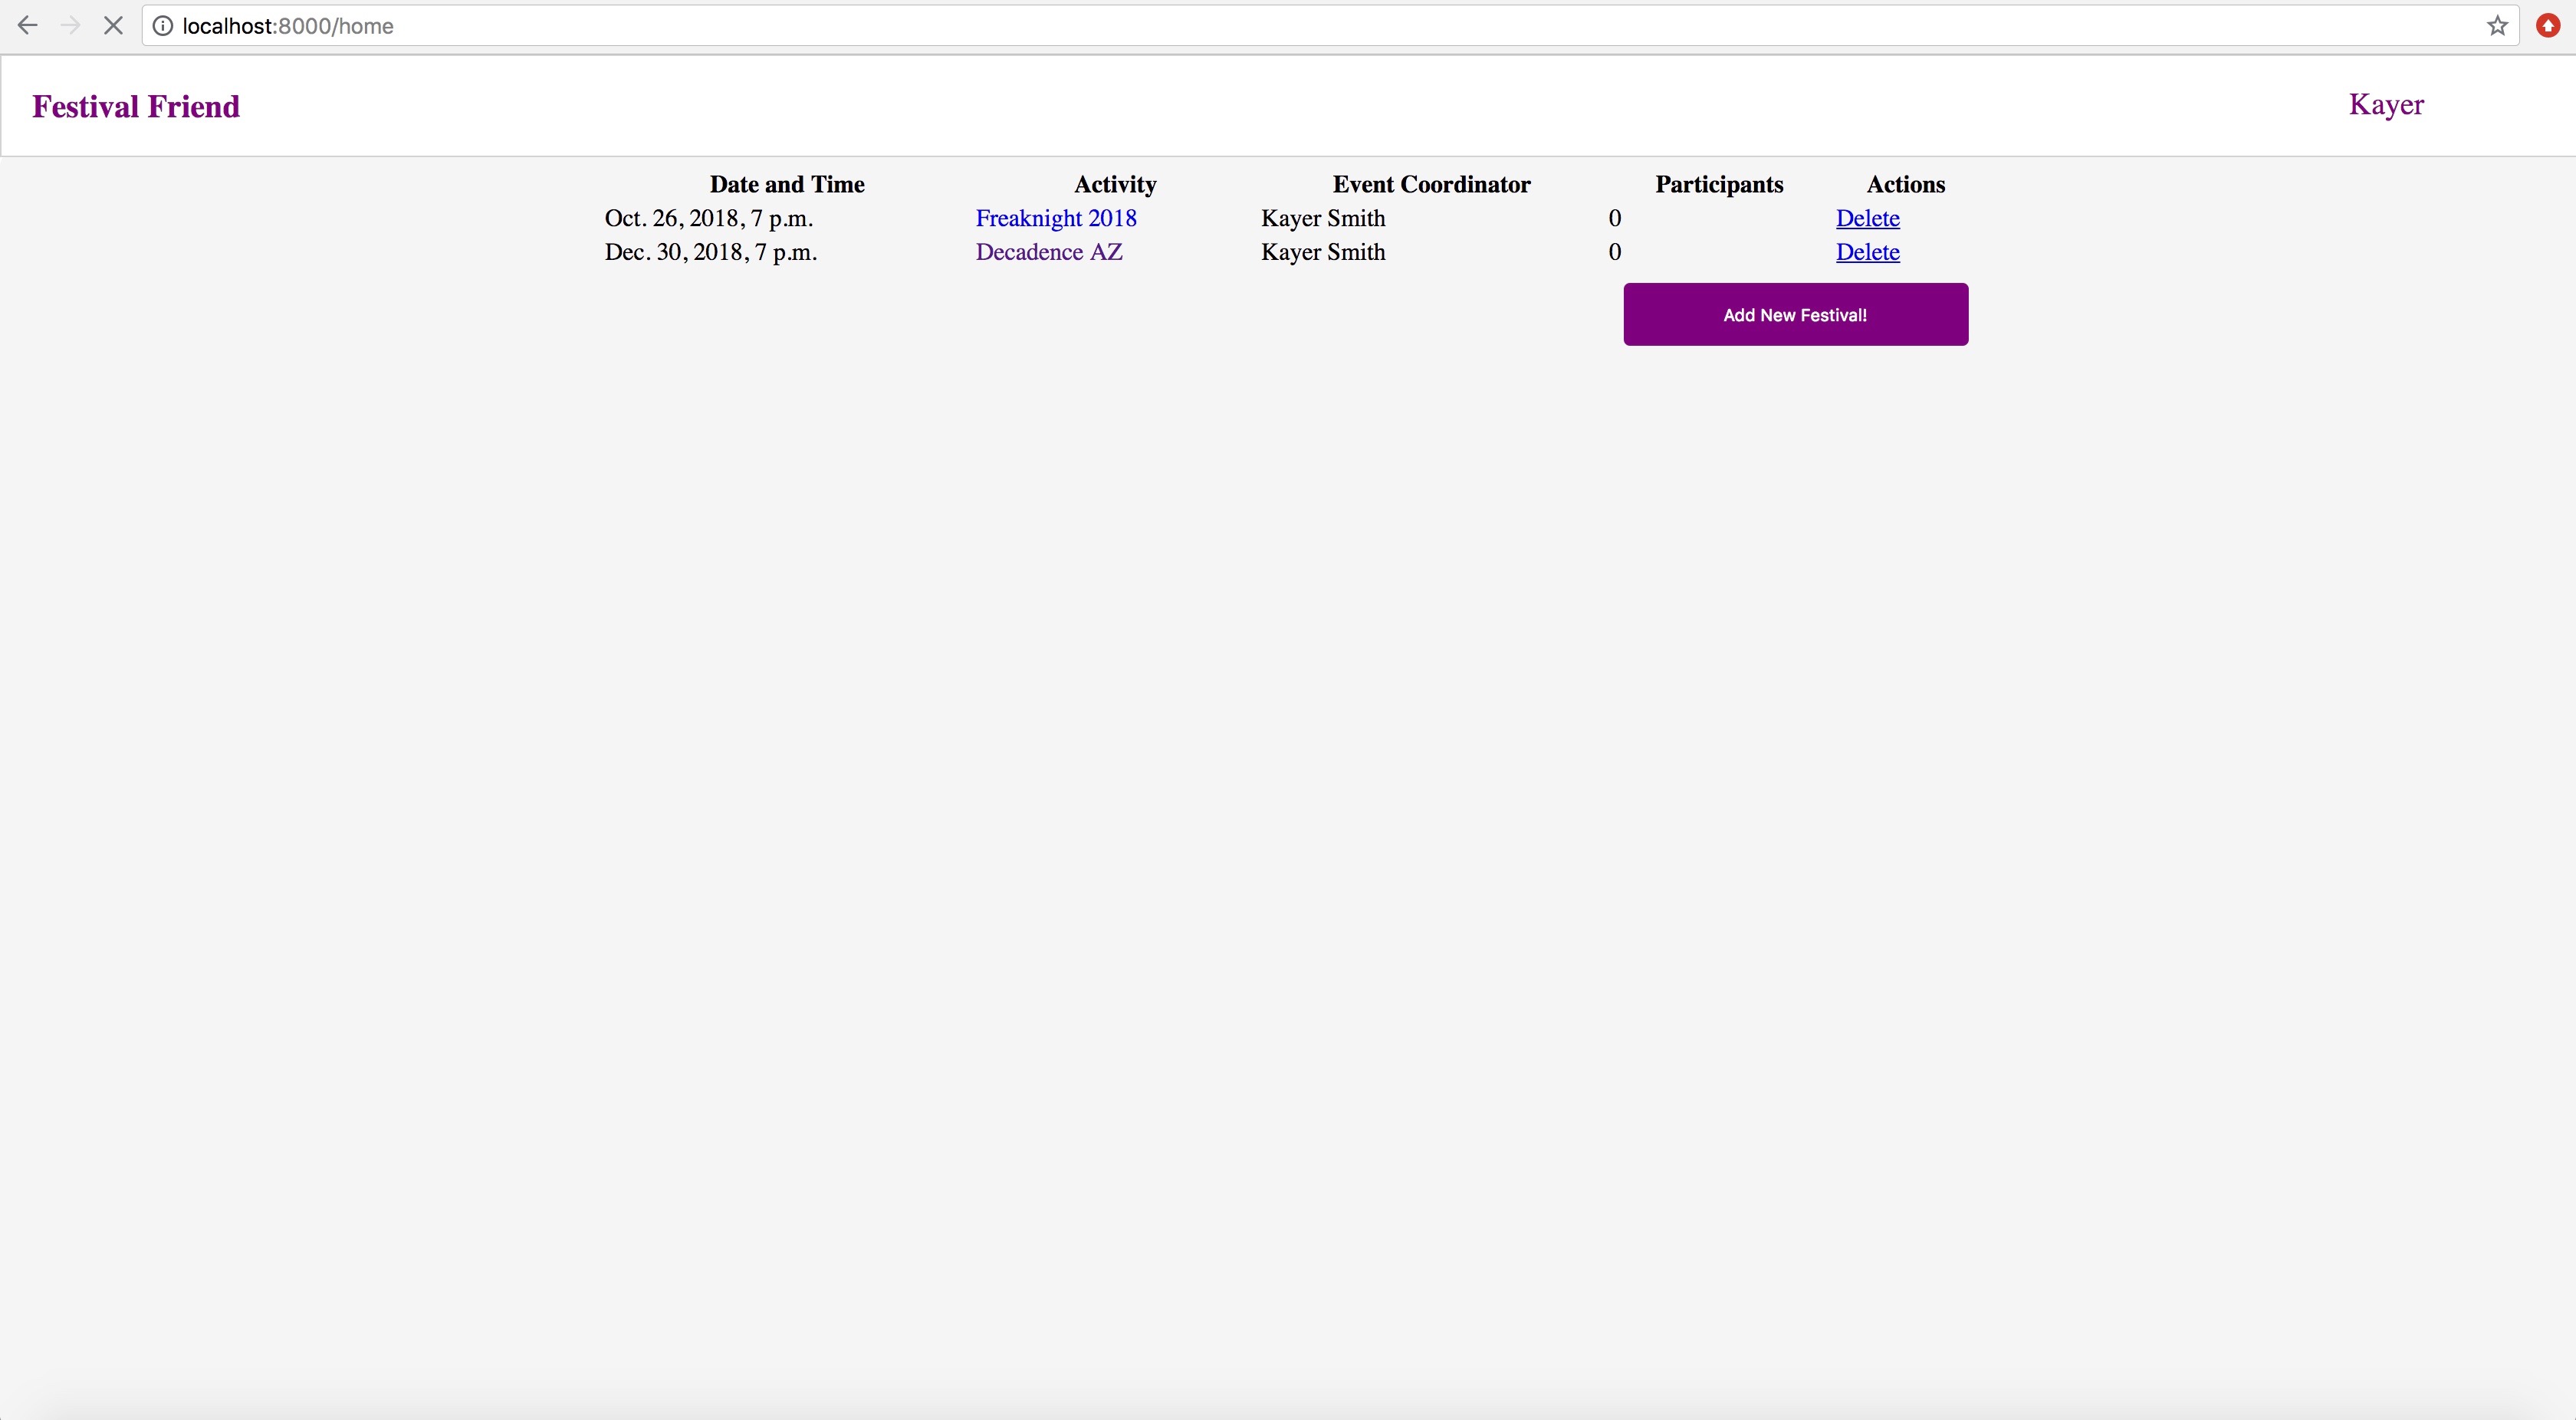 localhost:8000/home
Festival Friend Kayer
Date and Time Activity Event Coordinator Participants Actions
Oct. 26, 2018, 7 p.m. Freaknight 2018 Kayer Smith 0 Delete
Dec. 30, 2018, 7 p.m. Decadence AZ Kayer Smith 0 Delete
Add New Festival!